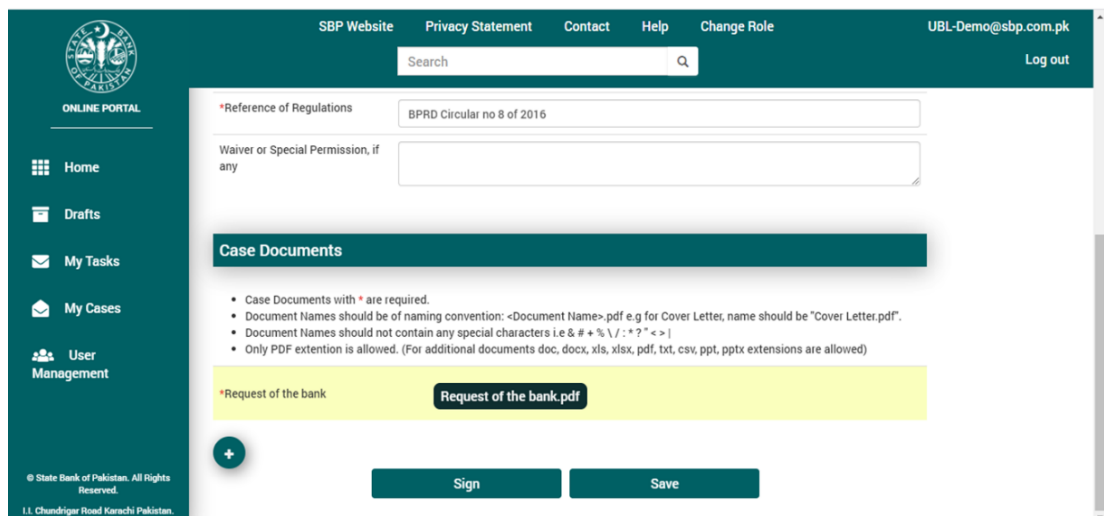 SBP Website Privacy Statement Contact Help Change Role UBL-Demo@sbp.com.pk
Search
Log out
STATE BANK OF PAKISTAN
ONLINE PORTAL
Home
Drafts
My Tasks
My Cases
User
Management
© State Bank of Pakistan. All Rights
Reserved.
I.I. Chundrigar Road Karachi Pakistan.
*Reference of Regulations
BPRD Circular no 8 of 2016
Waiver or Special Permission, if
any
Case Documents
• Case Documents with * are required.
• Document Names should be of naming convention: <Document Name>.pdf e.g for Cover Letter, name should be "Cover Letter.pdf".
• Document Names should not contain any special characters i.e & # + % \ / : * ? " < > |
• Only PDF extention is allowed. (For additional documents doc, docx, xls, xlsx, pdf, txt, csv, ppt, pptx extensions are allowed)
*Request of the bank
Request of the bank.pdf
+
Sign
Save